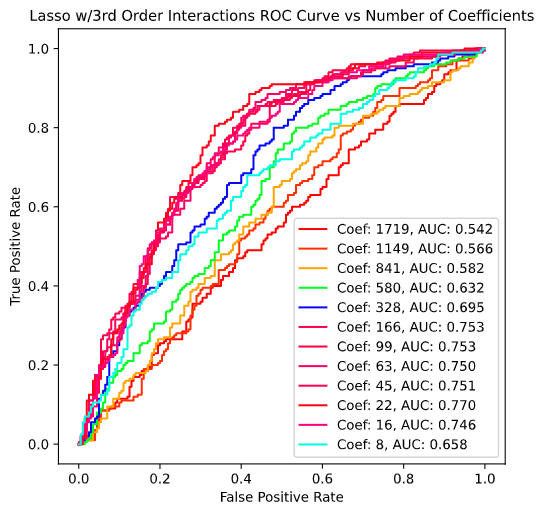 Lasso w/3rd Order Interactions ROC Curve vs Number of Coefficients
1.0
0.8
0.6
0.4
0.2
0.0
True Positive Rate
Coef: 1719, AUC: 0.542
Coef: 1149, AUC: 0.566
Coef: 841, AUC: 0.582
Coef: 580, AUC: 0.632
Coef: 328, AUC: 0.695
Coef: 166, AUC: 0.753
Coef: 99, AUC: 0.753
Coef: 63, AUC: 0.750
Coef: 45, AUC: 0.751
Coef: 22, AUC: 0.770
Coef: 16, AUC: 0.746
Coef: 8, AUC: 0.658
0.0 0.2 0.4 0.6 0.8 1.0
False Positive Rate